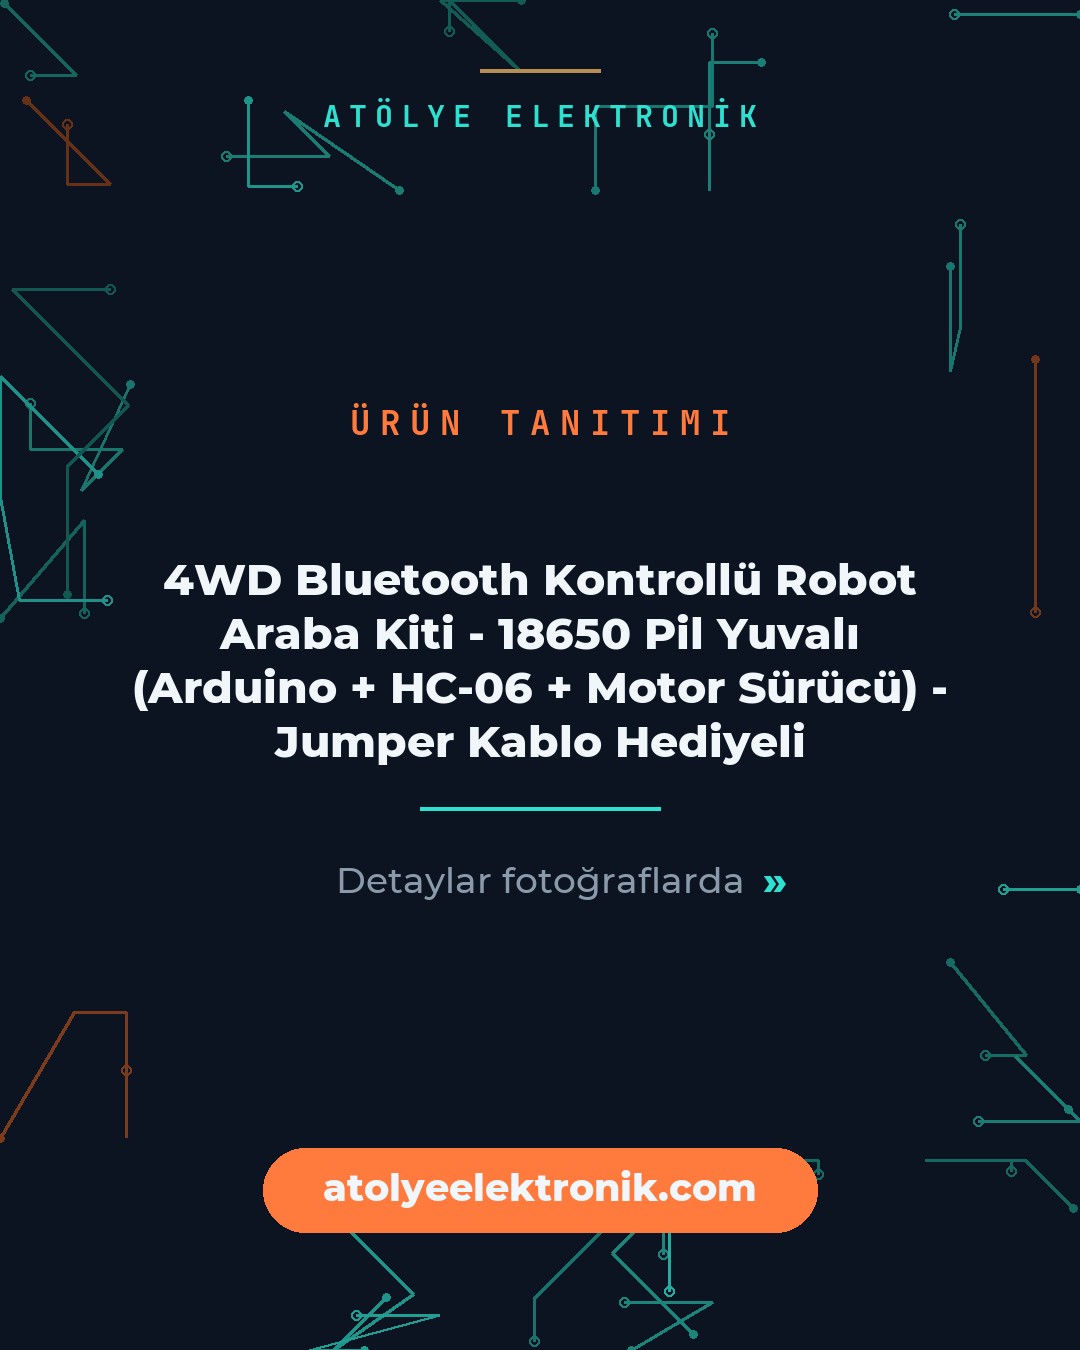 ATÖLYE ELEKTRONİK
ÜRÜN TANITIMI
4WD Bluetooth Kontrollü Robot
Araba Kiti - 18650 Pil Yuvalı
(Arduino + HC-06 + Motor Sürücü) -
Jumper Kablo Hediyeli
Detaylar fotoğraflarda »
atolyeelektronik.com